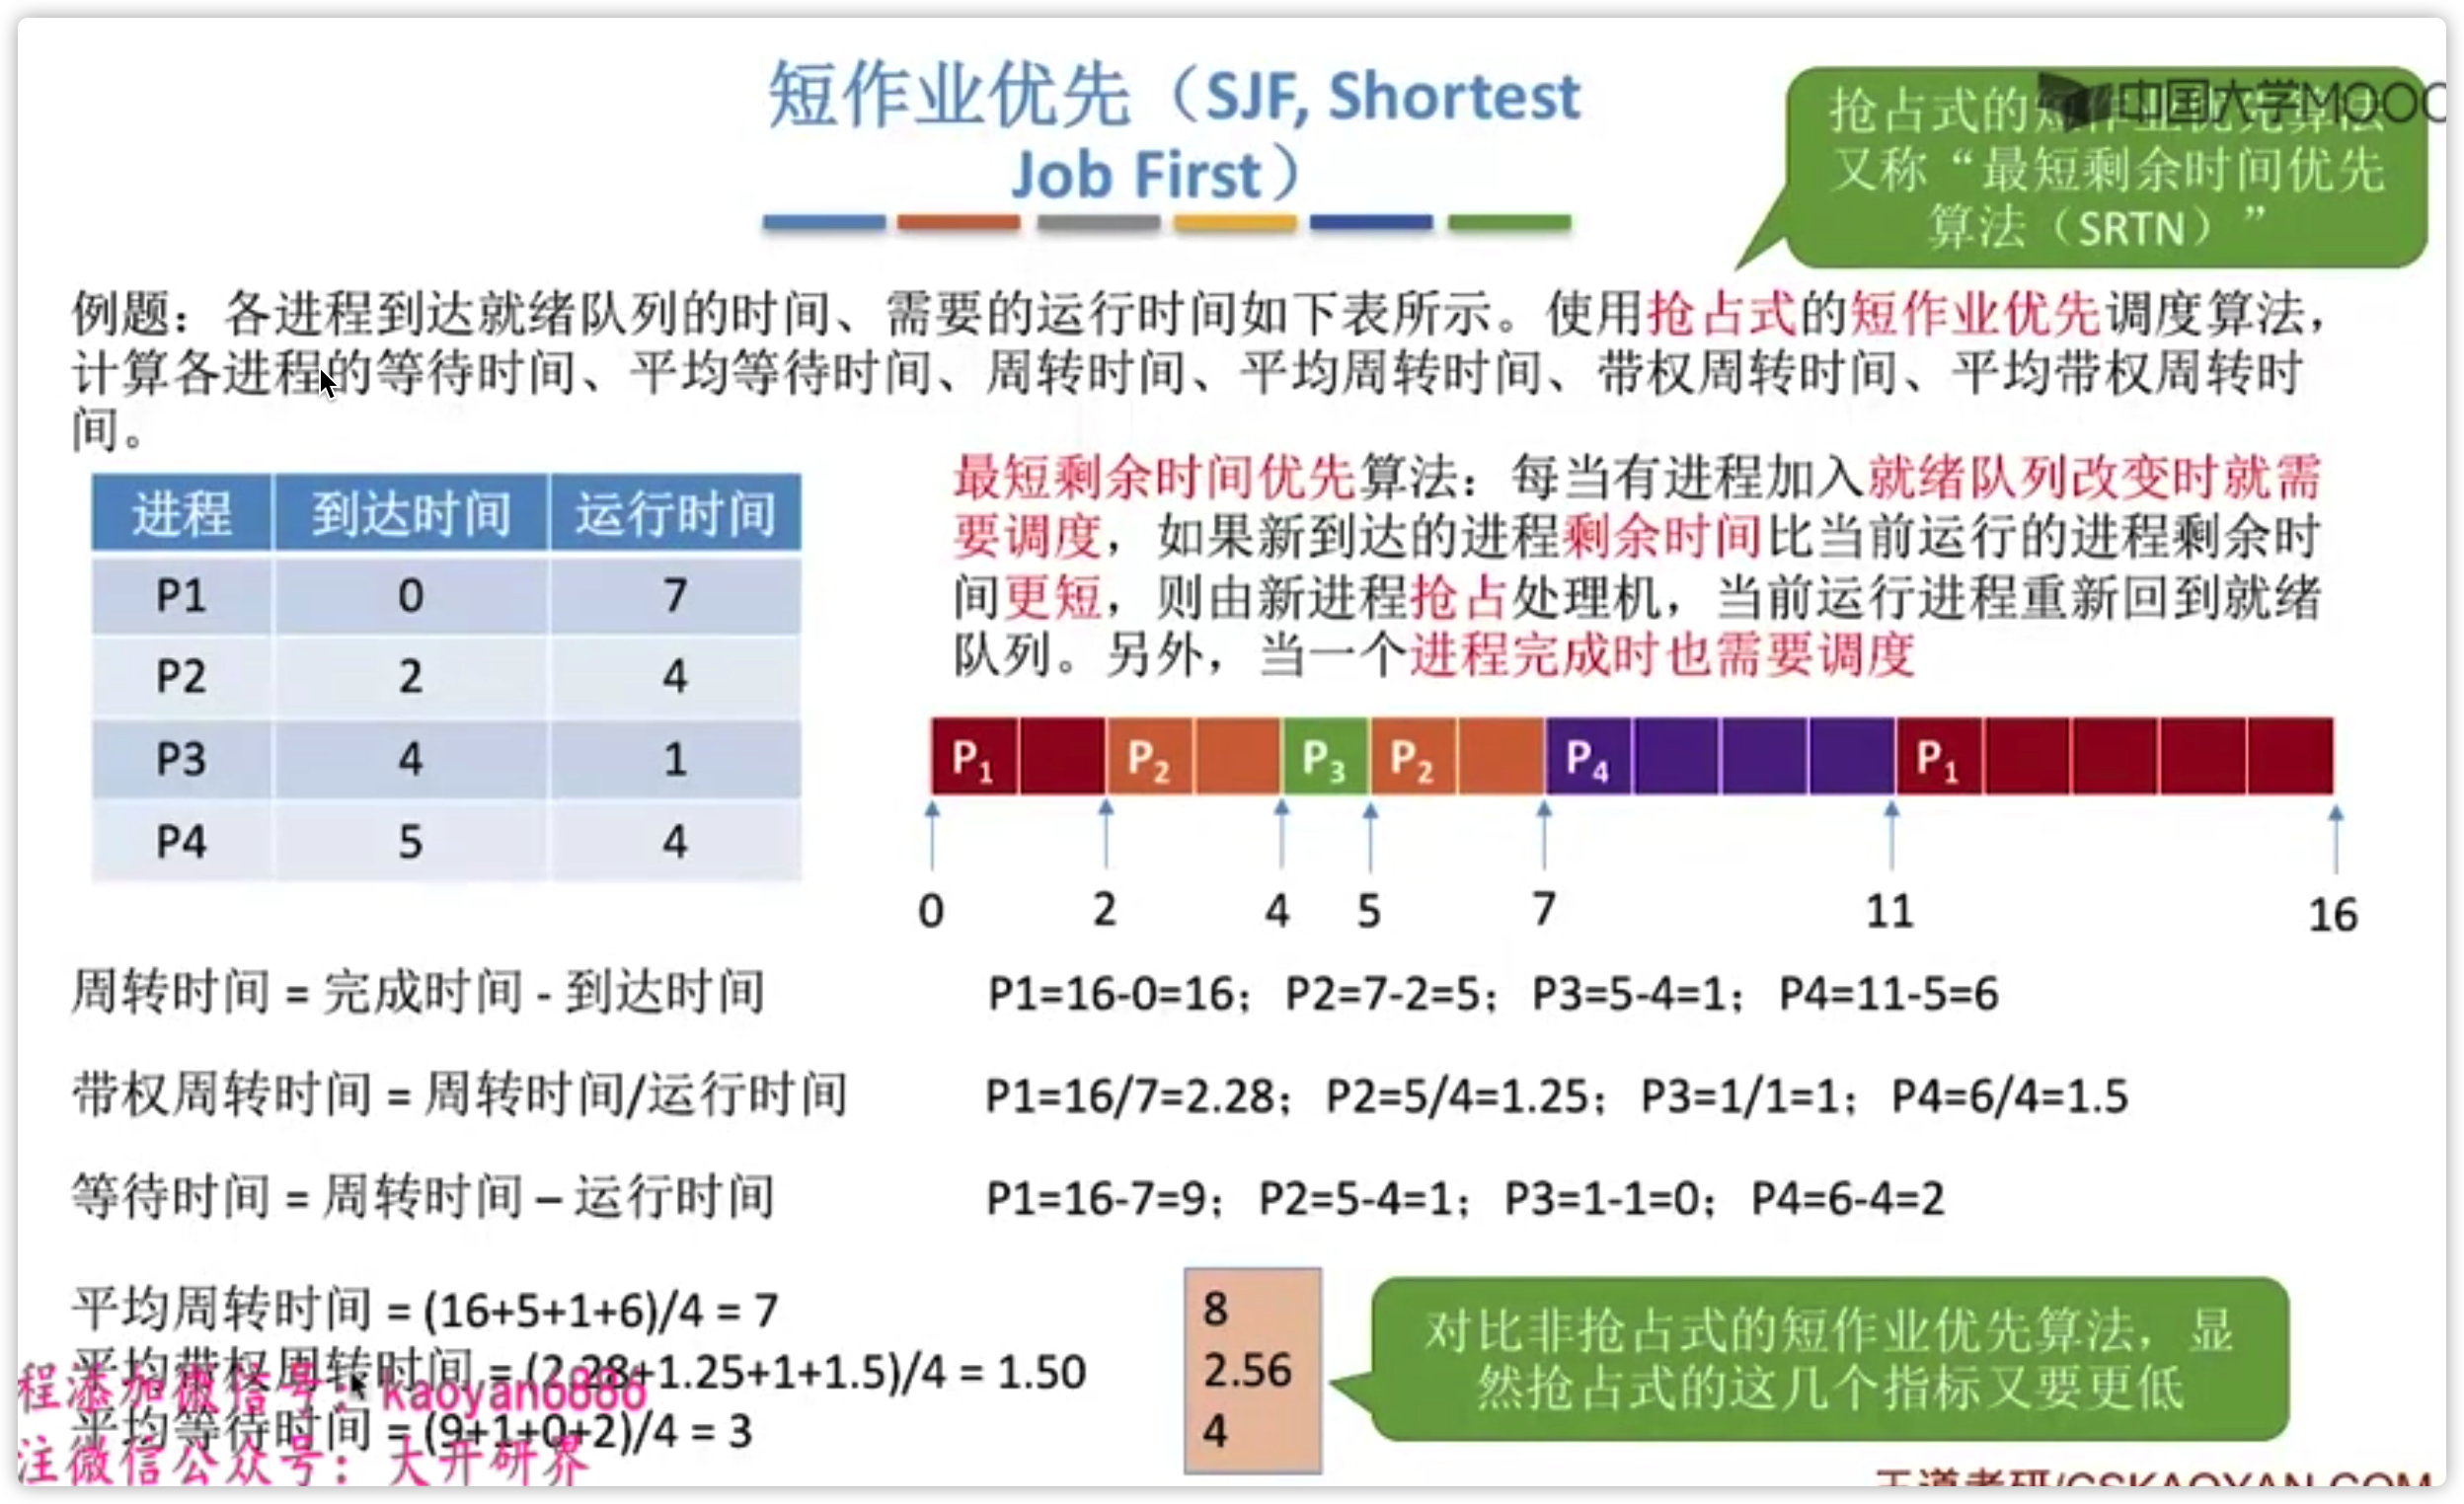 短作业优先（SJF, Shortest
Job First）
中国大学MOOC
抢占式的短作业优先算法
又称“最短剩余时间优先
算法（SRTN）”
例题：各进程到达就绪队列的时间、需要的运行时间如下表所示。使用抢占式的短作业优先调度算法，
计算各进程的等待时间、平均等待时间、周转时间、平均周转时间、带权周转时间、平均带权周转时
间。
进程 到达时间 运行时间
P1 0 7
P2 2 4
P3 4 1
P4 5 4
最短剩余时间优先算法：每当有进程加入就绪队列改变时就需
要调度，如果新到达的进程剩余时间比当前运行的进程剩余时
间更短，则由新进程抢占处理机，当前运行进程重新回到就绪
队列。另外，当一个进程完成时也需要调度
P1 P2 P3 P2 P4 P1
0 2 4 5 7 11 16
周转时间 = 完成时间 - 到达时间
P1=16-0=16；P2=7-2=5；P3=5-4=1；P4=11-5=6
带权周转时间 = 周转时间/运行时间
P1=16/7=2.28；P2=5/4=1.25；P3=1/1=1；P4=6/4=1.5
等待时间 = 周转时间 – 运行时间
P1=16-7=9；P2=5-4=1；P3=1-1=0；P4=6-4=2
平均周转时间 = (16+5+1+6)/4 = 7
平均带权周转时间 = (2.28+1.25+1+1.5)/4 = 1.50
平均等待时间 = (9+1+0+2)/4 = 3
8
2.56
4
对比非抢占式的短作业优先算法，显
然抢占式的这几个指标又要更低
程添加微信号：kaoyan6886
注微信公众号：大开研界
王道考研/CSKAOYAN.COM